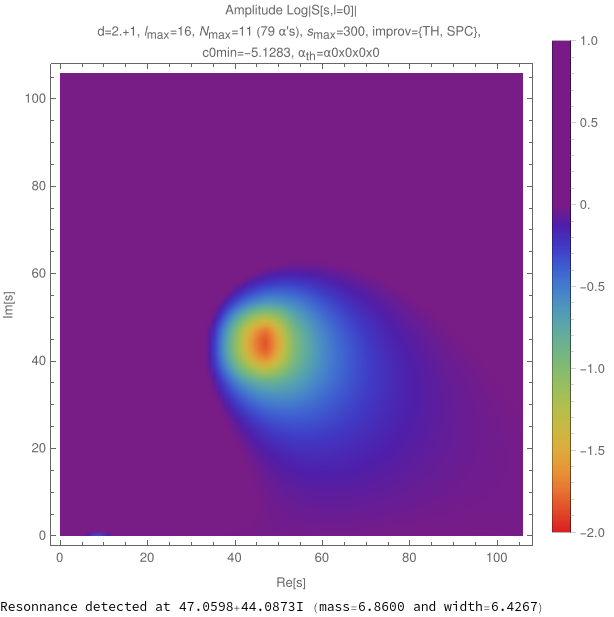 Amplitude Log|S[s,l=0]|
d=2.+1, lmax=16, Nmax=11 (79 α's), smax=300, improv={TH, SPC},
c0min=−5.1283, αth=α0x0x0x0
100
80
60
40
20
0
Im[s]
0 20 40 60 80 100
Re[s]
1.0
0.5
0.
−0.5
−1.0
−1.5
−2.0
Resonnance detected at 47.0598+44.0873I (mass=6.8600 and width=6.4267)